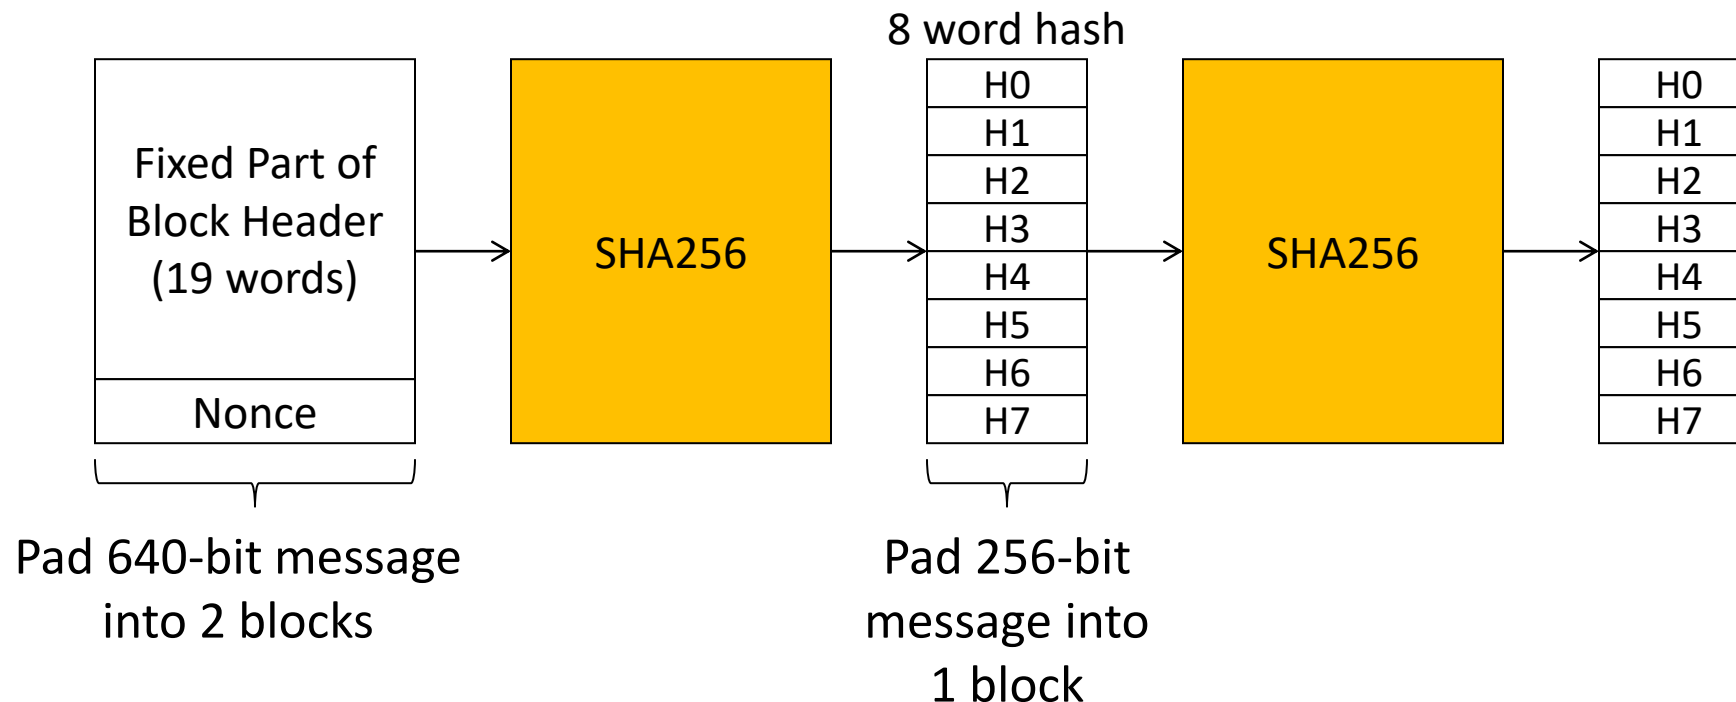 8 word hash
Fixed Part of
Block Header
(19 words)
Nonce
SHA256
H0
H1
H2
H3
H4
H5
H6
H7
SHA256
H0
H1
H2
H3
H4
H5
H6
H7
Pad 640-bit message
into 2 blocks
Pad 256-bit
message into
1 block